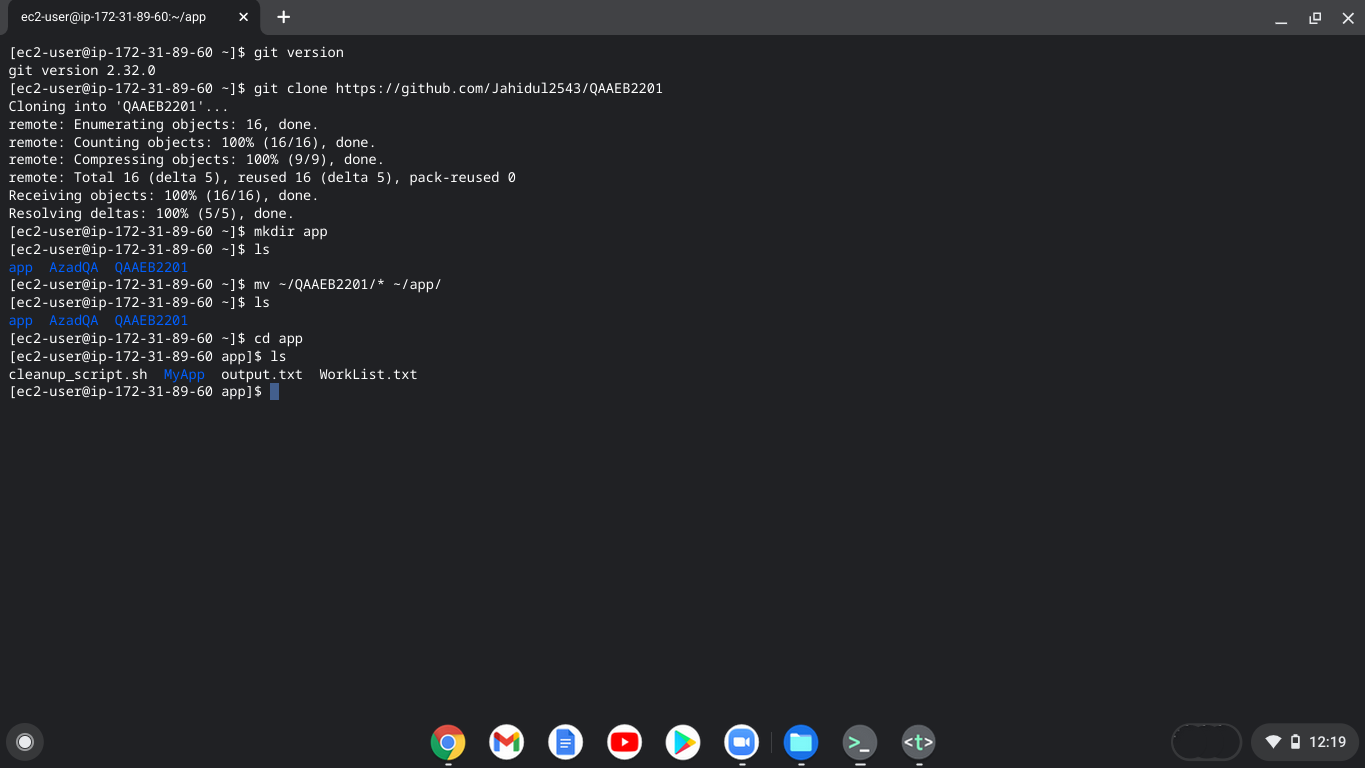 ec2-user@ip-172-31-89-60:~/app
[ec2-user@ip-172-31-89-60 ~]$ git version
git version 2.32.0
[ec2-user@ip-172-31-89-60 ~]$ git clone https://github.com/Jahidul2543/QAAEB2201
Cloning into 'QAAEB2201'...
remote: Enumerating objects: 16, done.
remote: Counting objects: 100% (16/16), done.
remote: Compressing objects: 100% (9/9), done.
remote: Total 16 (delta 5), reused 16 (delta 5), pack-reused 0
Receiving objects: 100% (16/16), done.
Resolving deltas: 100% (5/5), done.
[ec2-user@ip-172-31-89-60 ~]$ mkdir app
[ec2-user@ip-172-31-89-60 ~]$ ls
app  AzadQA  QAAEB2201
[ec2-user@ip-172-31-89-60 ~]$ mv ~/QAAEB2201/* ~/app/
[ec2-user@ip-172-31-89-60 ~]$ ls
app  AzadQA  QAAEB2201
[ec2-user@ip-172-31-89-60 ~]$ cd app
[ec2-user@ip-172-31-89-60 app]$ ls
cleanup_script.sh  MyApp  output.txt  WorkList.txt
[ec2-user@ip-172-31-89-60 app]$
>_ <t> 12:19